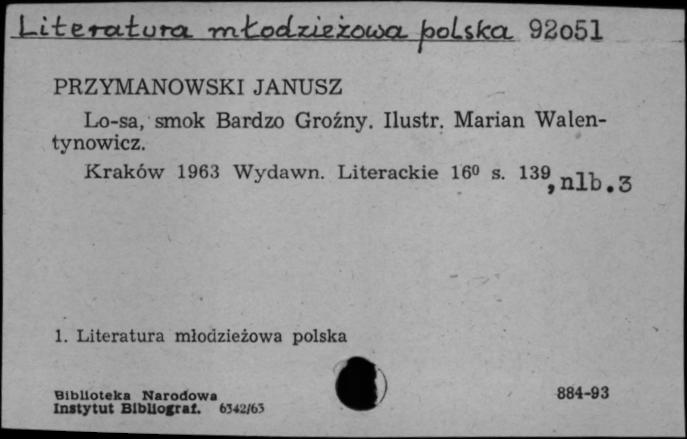 Literatura młodzieżowa polska 92o51
PRZYMANOWSKI JANUSZ
Lo-sa, smok Bardzo Groźny. Ilustr. Marian Walen-
tynowicz.
Kraków 1963 Wydawn. Literackie 16⁰ s. 139, nlb.3
1. Literatura młodzieżowa polska
Biblioteka Narodowa
Instytut Bibliograf. 6342/63
884-93